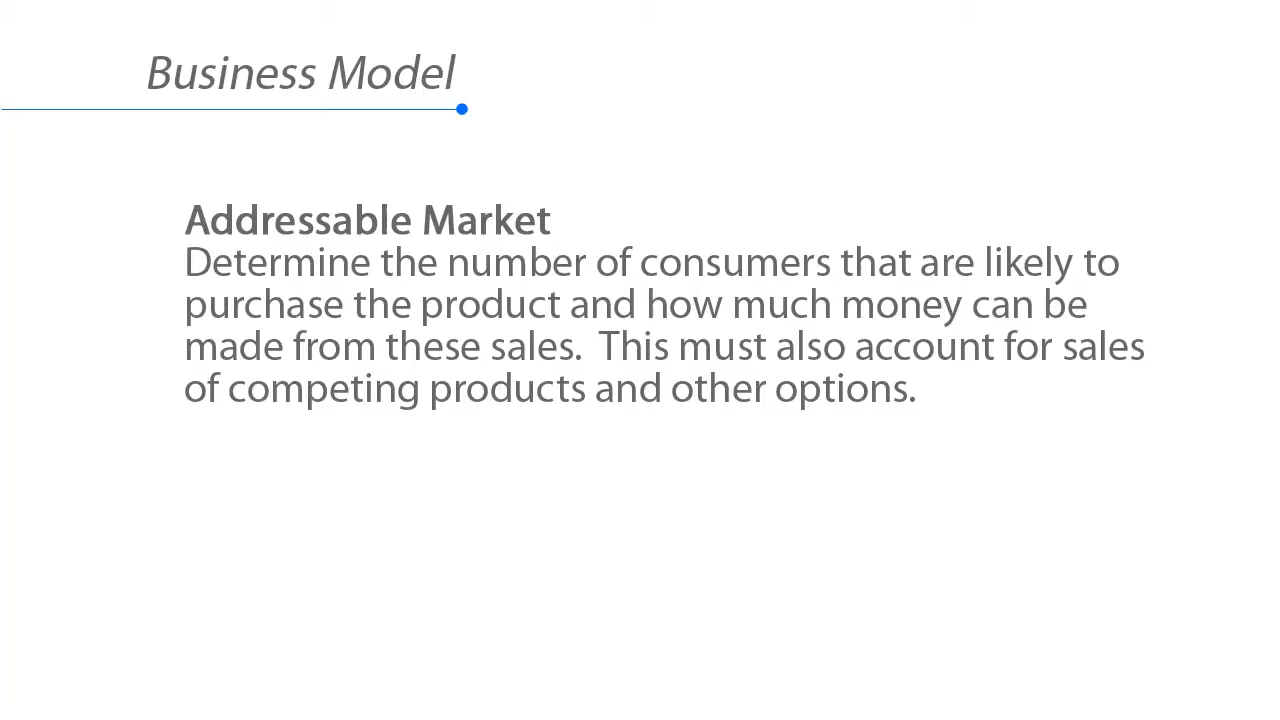 Business Model
Addressable Market
Determine the number of consumers that are likely to
purchase the product and how much money can be
made from these sales.  This must also account for sales
of competing products and other options.